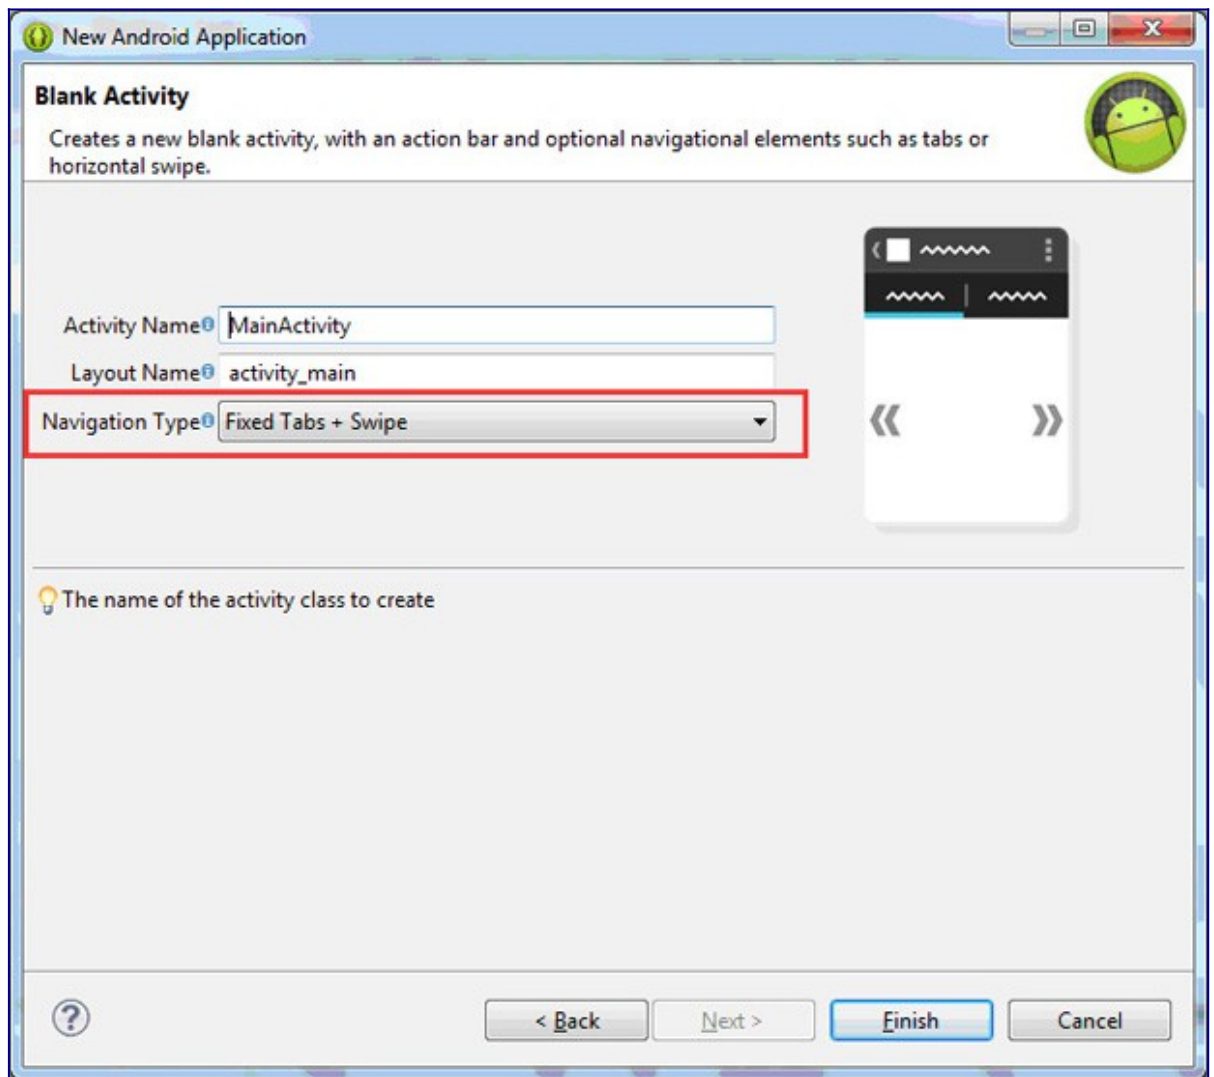 New Android Application
Blank Activity
Creates a new blank activity, with an action bar and optional navigational elements such as tabs or
horizontal swipe.
Activity Name MainActivity
Layout Name activity_main
Navigation Type Fixed Tabs + Swipe
The name of the activity class to create
< Back Next > Finish Cancel